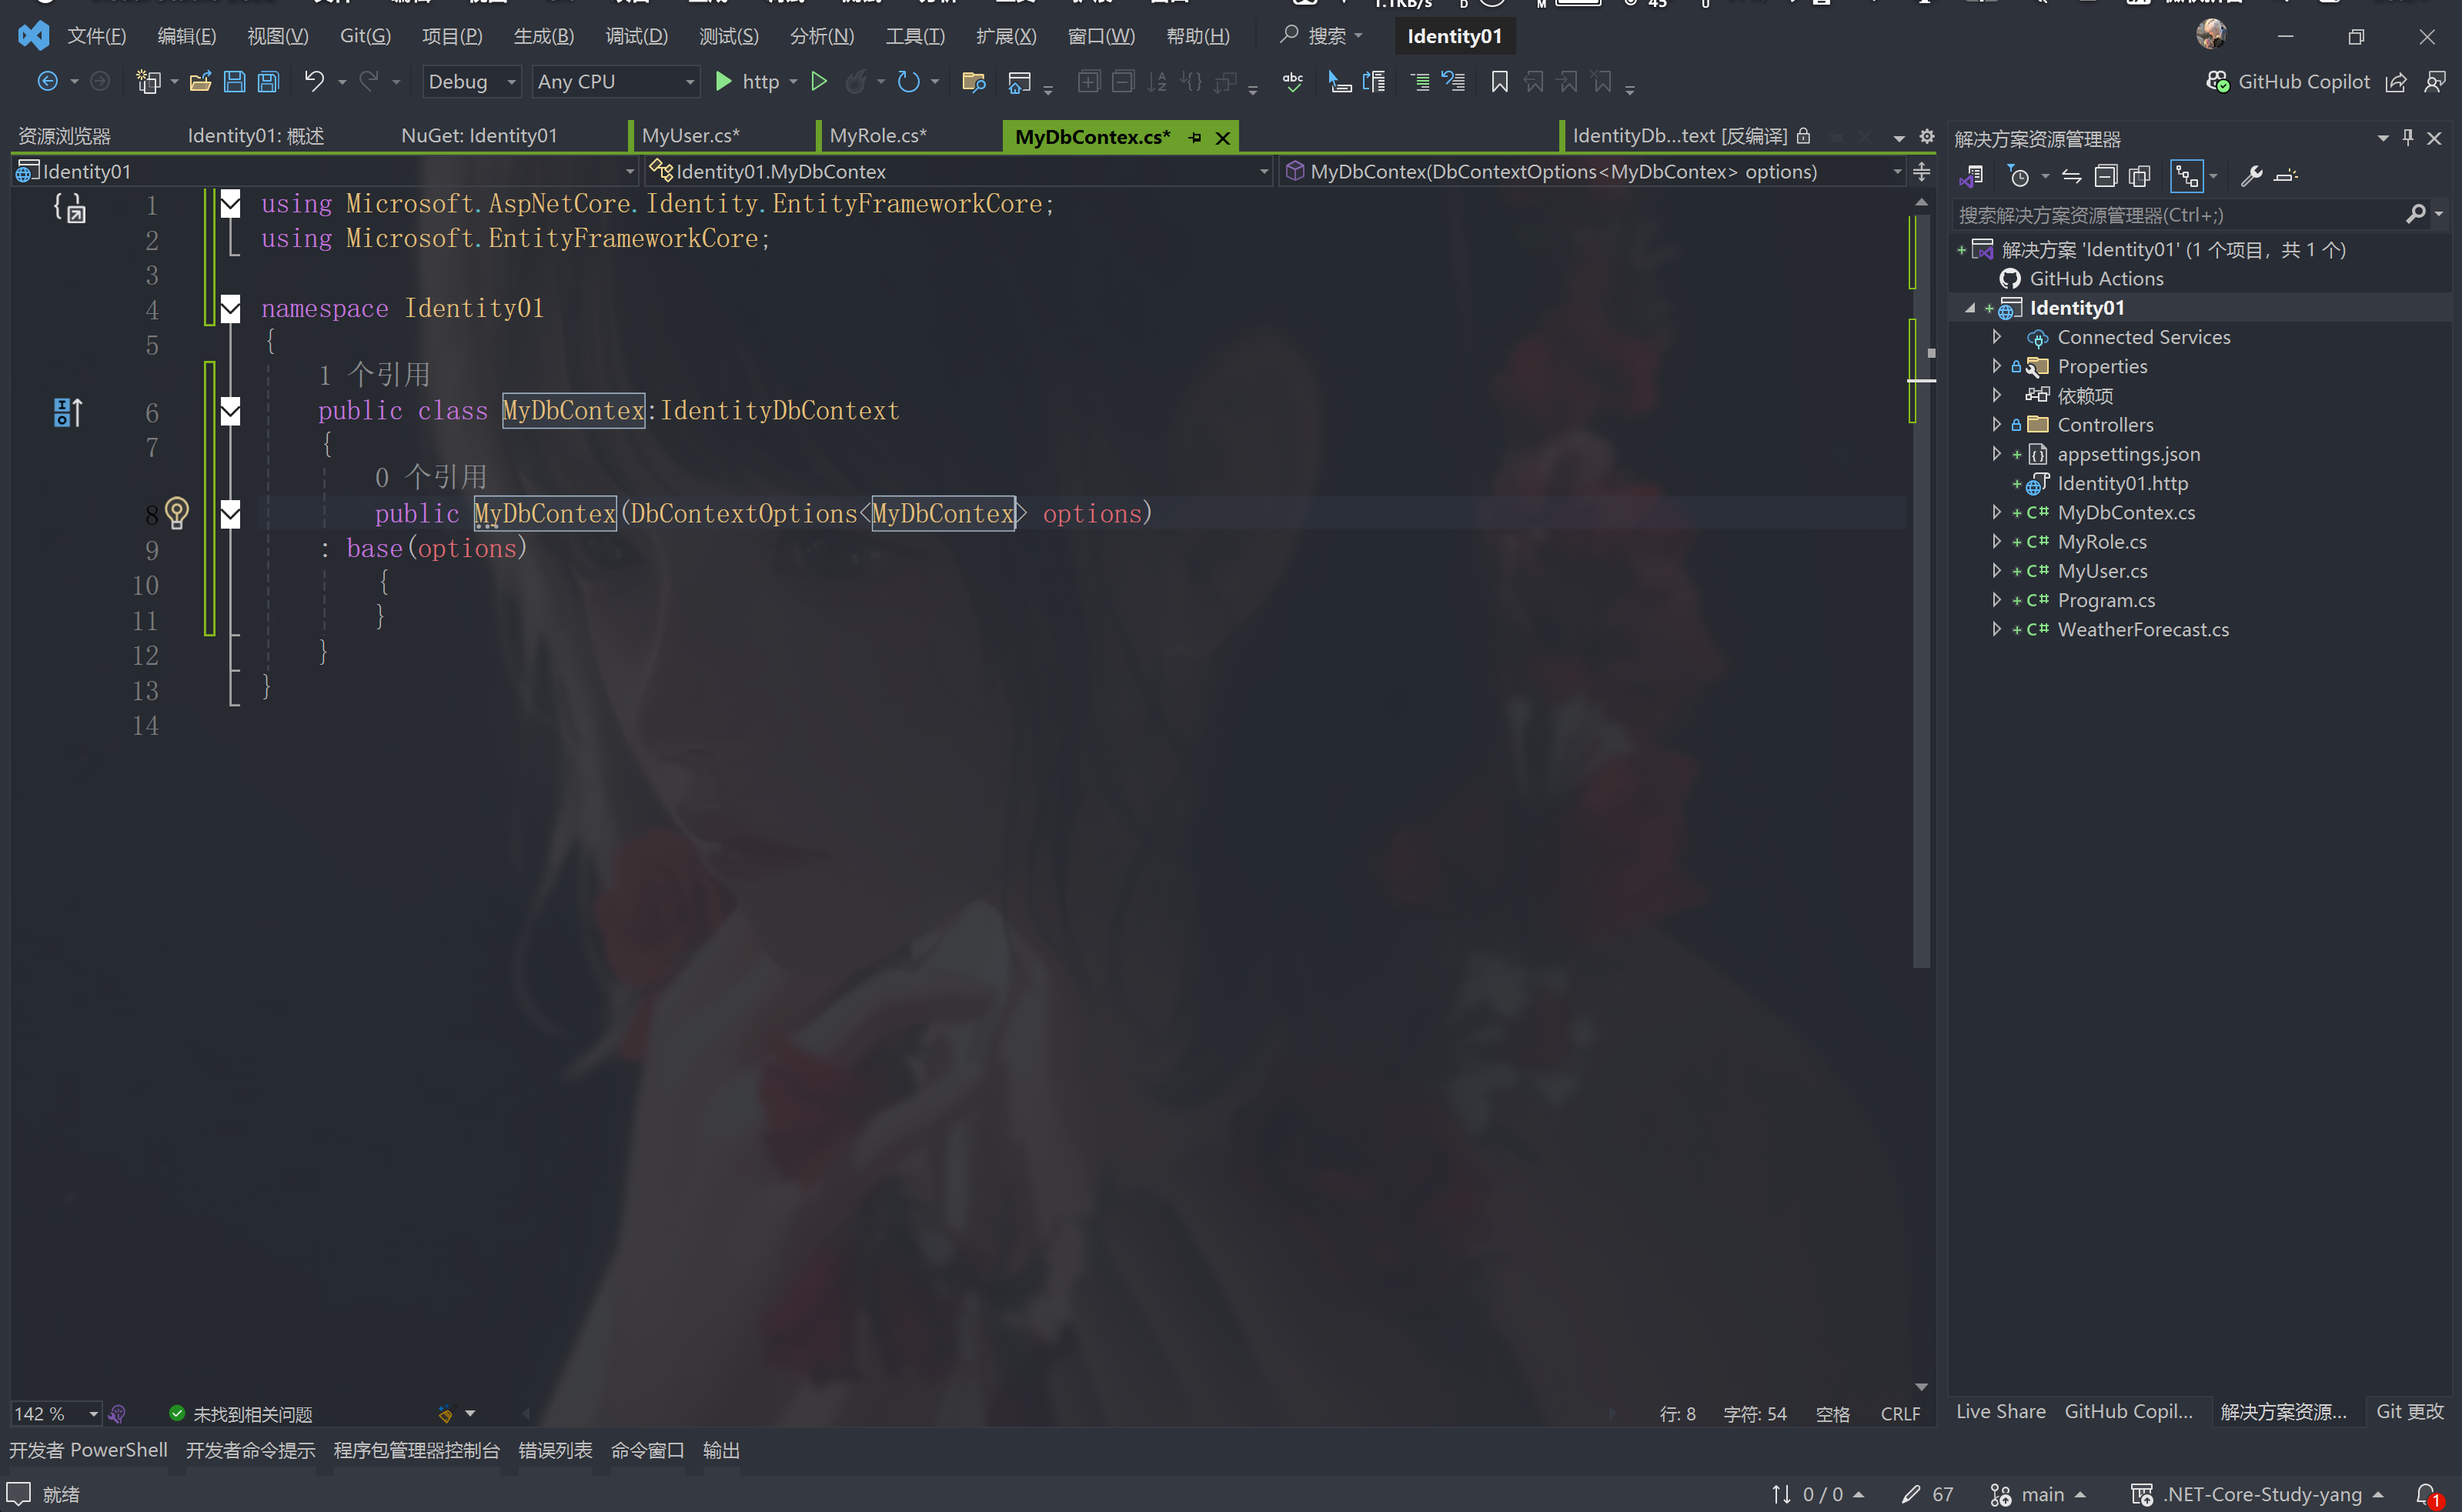 1.1KB/s
45
文件(F) 编辑(E) 视图(V) Git(G) 项目(P) 生成(B) 调试(D) 测试(S) 分析(N) 工具(T) 扩展(X) 窗口(W) 帮助(H) 搜索 Identity01
Debug Any CPU http GitHub Copilot
资源浏览器 Identity01: 概述 NuGet: Identity01 MyUser.cs* MyRole.cs* MyDbContex.cs* IdentityDb...text [反编译]
Identity01 Identity01.MyDbContex MyDbContex(DbContextOptions<MyDbContex> options)
1 using Microsoft.AspNetCore.Identity.EntityFrameworkCore;
2 using Microsoft.EntityFrameworkCore;
3
4 namespace Identity01
5 {
1 个引用
6 public class MyDbContex:IdentityDbContext
7 {
0 个引用
8 public MyDbContex(DbContextOptions<MyDbContex> options)
9 : base(options)
10 {
11 }
12 }
13 }
14
142 % 未找到相关问题 行: 8 字符: 54 空格 CRLF
解决方案资源管理器
搜索解决方案资源管理器(Ctrl+;)
解决方案 'Identity01' (1 个项目，共 1 个)
GitHub Actions
Identity01
Connected Services
Properties
依赖项
Controllers
appsettings.json
Identity01.http
MyDbContex.cs
MyRole.cs
MyUser.cs
Program.cs
WeatherForecast.cs
Live Share GitHub Copil... 解决方案资源... Git 更改
开发者 PowerShell 开发者命令提示 程序包管理器控制台 错误列表 命令窗口 输出
就绪 0 / 0 67 main .NET-Core-Study-yang 1